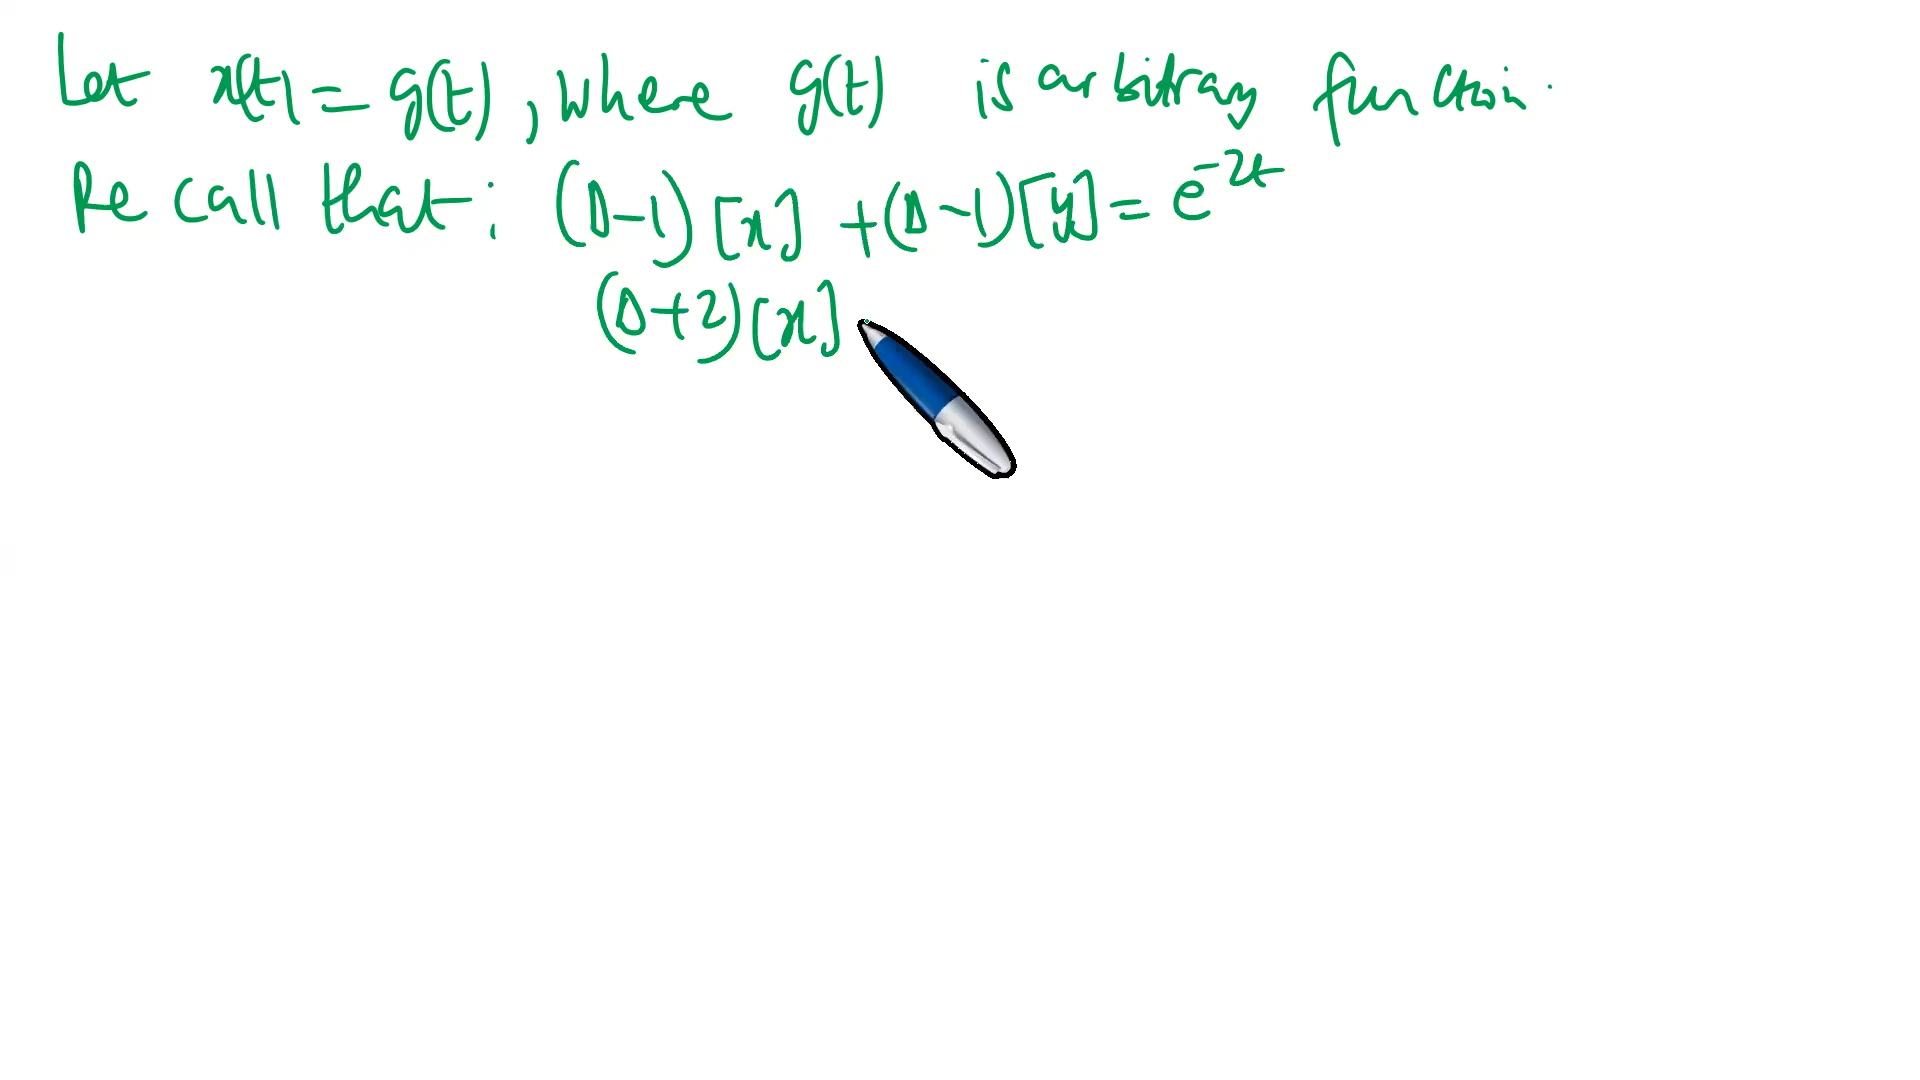 Let x(t) = g(t), where g(t) is arbitrary function.
Recall that: (D-1)[x] + (D-1)[y] = e^{-2t}
(D+2)[x]